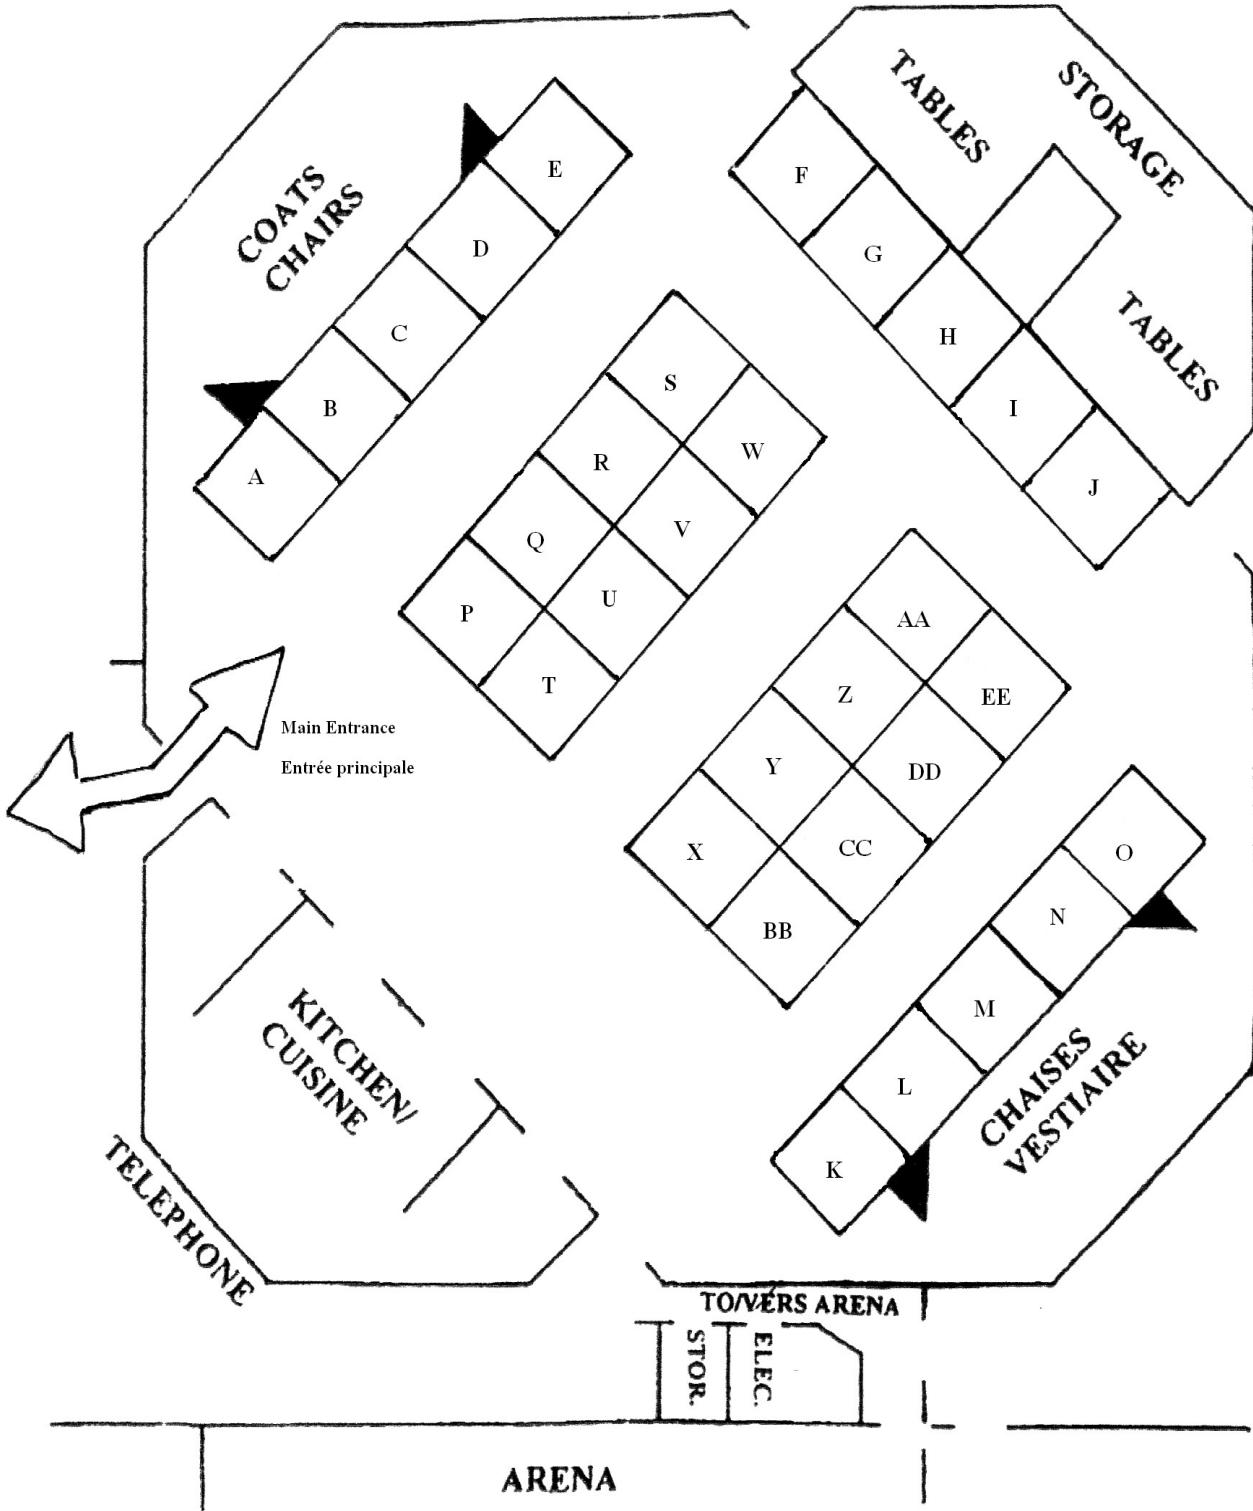 COATS
CHAIRS
TABLES
STORAGE
TABLES
E
D
C
B
A
F
G
H
I
J
S
R
W
Q
V
P
U
T
AA
Z
EE
Y
DD
X
CC
BB
O
N
M
L
K
Main Entrance
Entrée principale
KITCHEN/
CUISINE
CHAISES
VESTIAIRE
TELEPHONE
TO/VERS ARENA
STOR.
ELEC.
ARENA